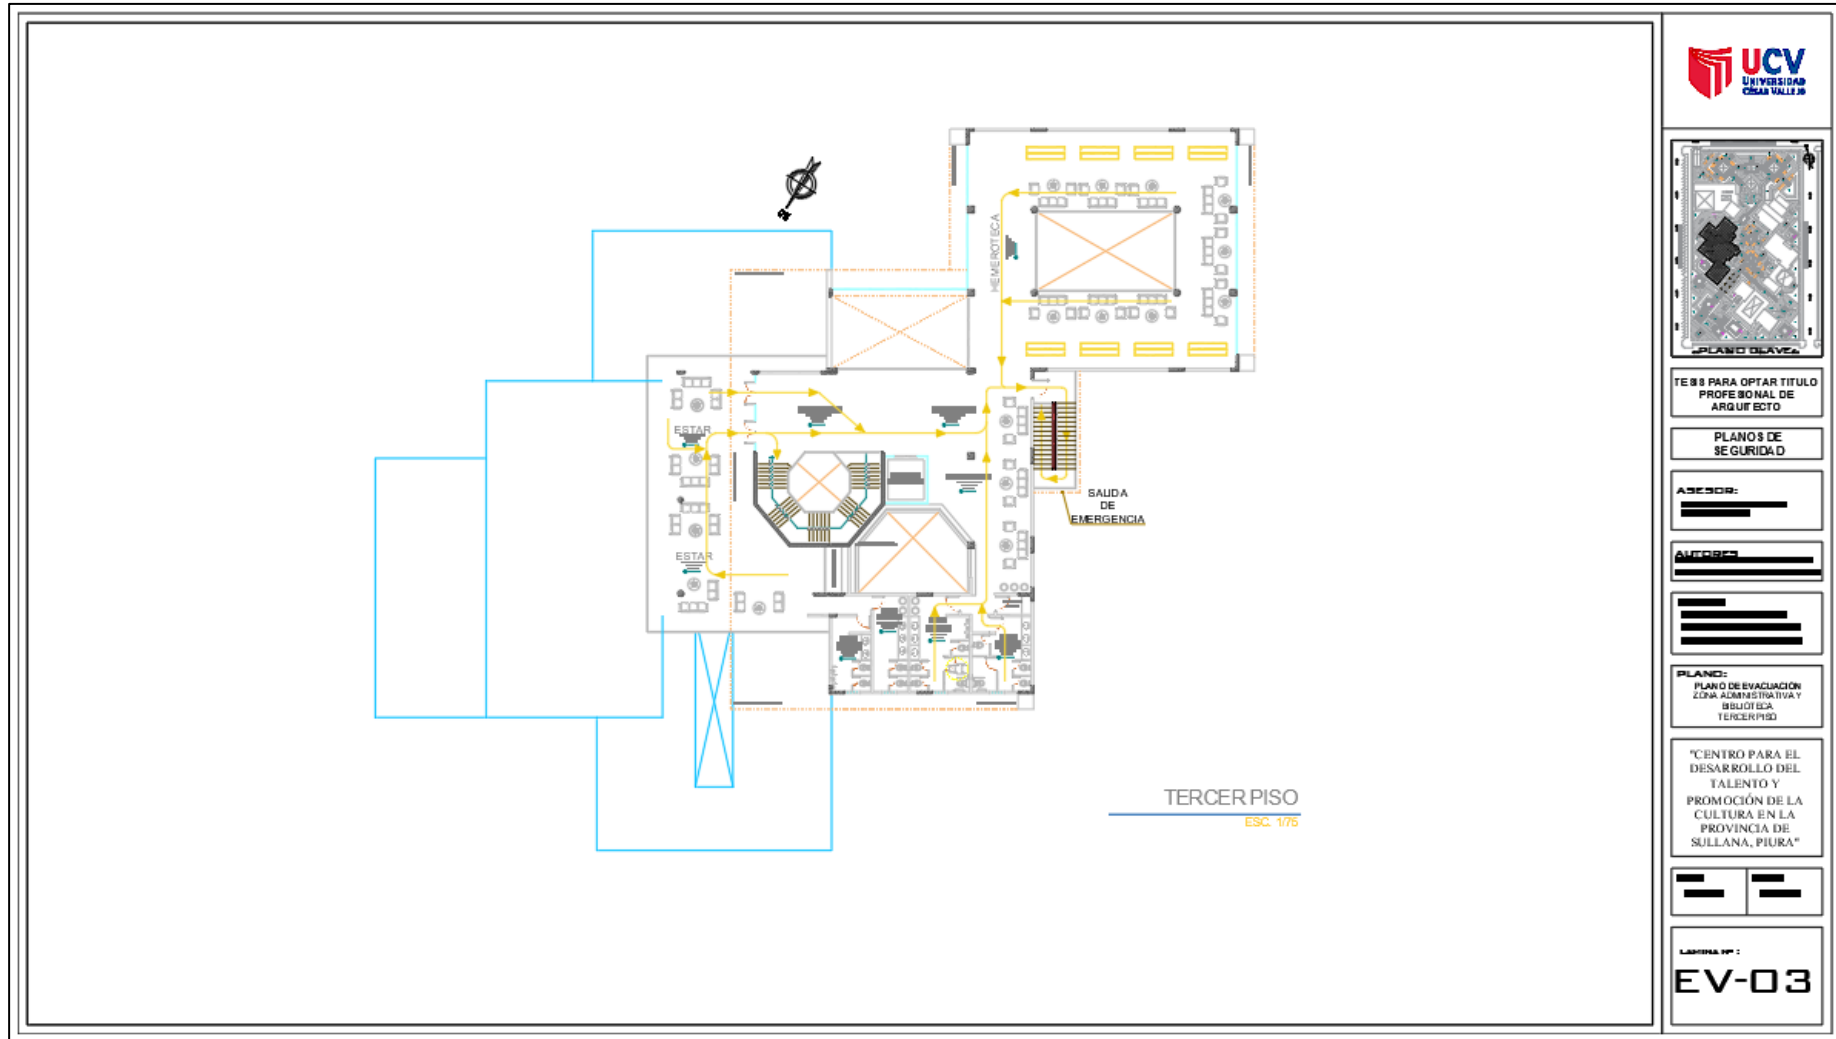 UCV
UNIVERSIDAD
CÉSAR VALLEJO
PLANO CLAVE
TESIS PARA OPTAR TITULO
PROFESIONAL DE
ARQUITECTO
PLANOS DE
SEGURIDAD
ASESOR:
AUTORES
PLANO:
PLANO DE EVACUACIÓN
ZONA ADMINISTRATIVA Y
BIBLIOTECA
TERCER PISO
"CENTRO PARA EL
DESARROLLO DEL
TALENTO Y
PROMOCIÓN DE LA
CULTURA EN LA
PROVINCIA DE
SULLANA, PIURA"
LAMINA Nº :
EV-03
HEMEROTECA
ESTAR
ESTAR
SALIDA
DE
EMERGENCIA
TERCER PISO
ESC. 1/75